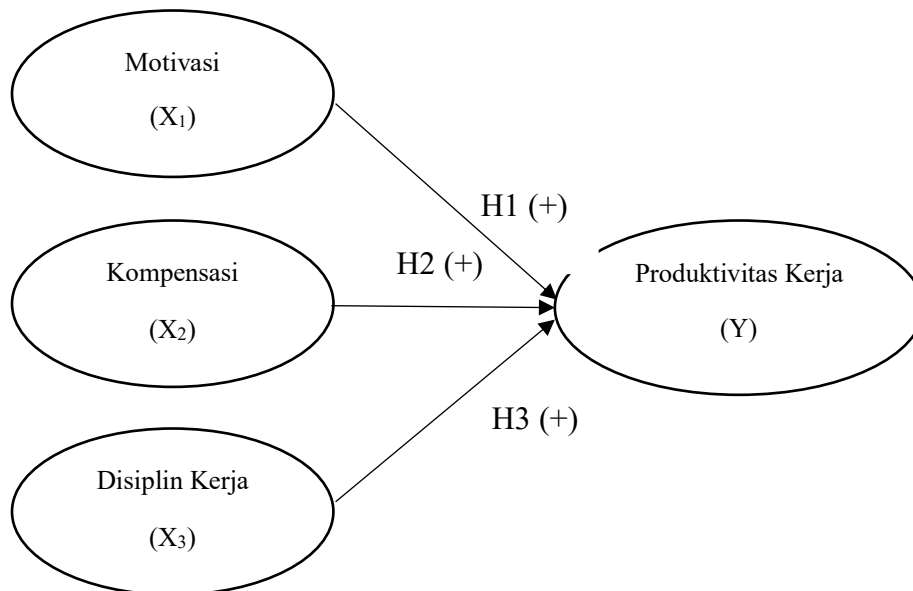 Motivasi
(X₁)
H1 (+)
H2 (+)
Kompensasi
(X₂)
Produktivitas Kerja
(Y)
H3 (+)
Disiplin Kerja
(X₃)